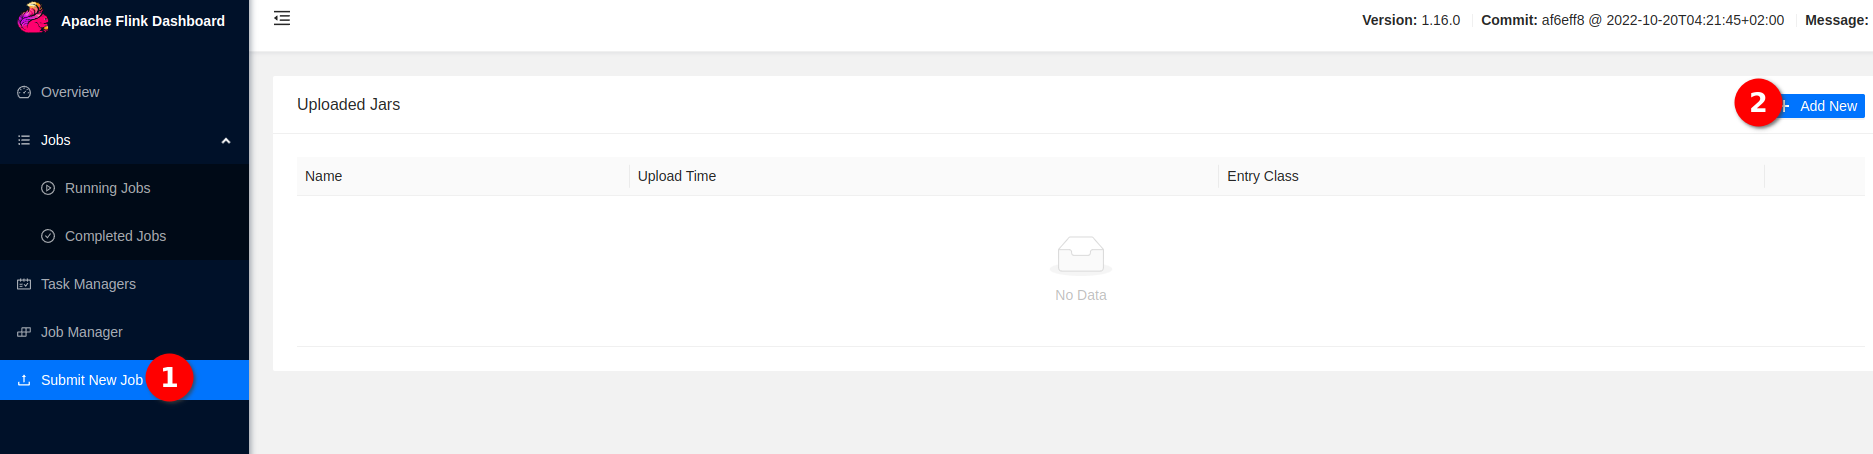 Apache Flink Dashboard
Version: 1.16.0 Commit: af6eff8 @ 2022-10-20T04:21:45+02:00 Message:
Overview
Jobs
Running Jobs
Completed Jobs
Task Managers
Job Manager
Submit New Job 1
Uploaded Jars
2 + Add New
Name Upload Time Entry Class
No Data